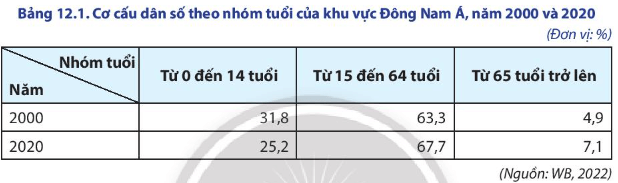 Bảng 12.1. Cơ cấu dân số theo nhóm tuổi của khu vực Đông Nam Á, năm 2000 và 2020
(Đơn vị: %)
Nhóm tuổi
Năm
Từ 0 đến 14 tuổi
Từ 15 đến 64 tuổi
Từ 65 tuổi trở lên
2000 31,8 63,3 4,9
2020 25,2 67,7 7,1
(Nguồn: WB, 2022)